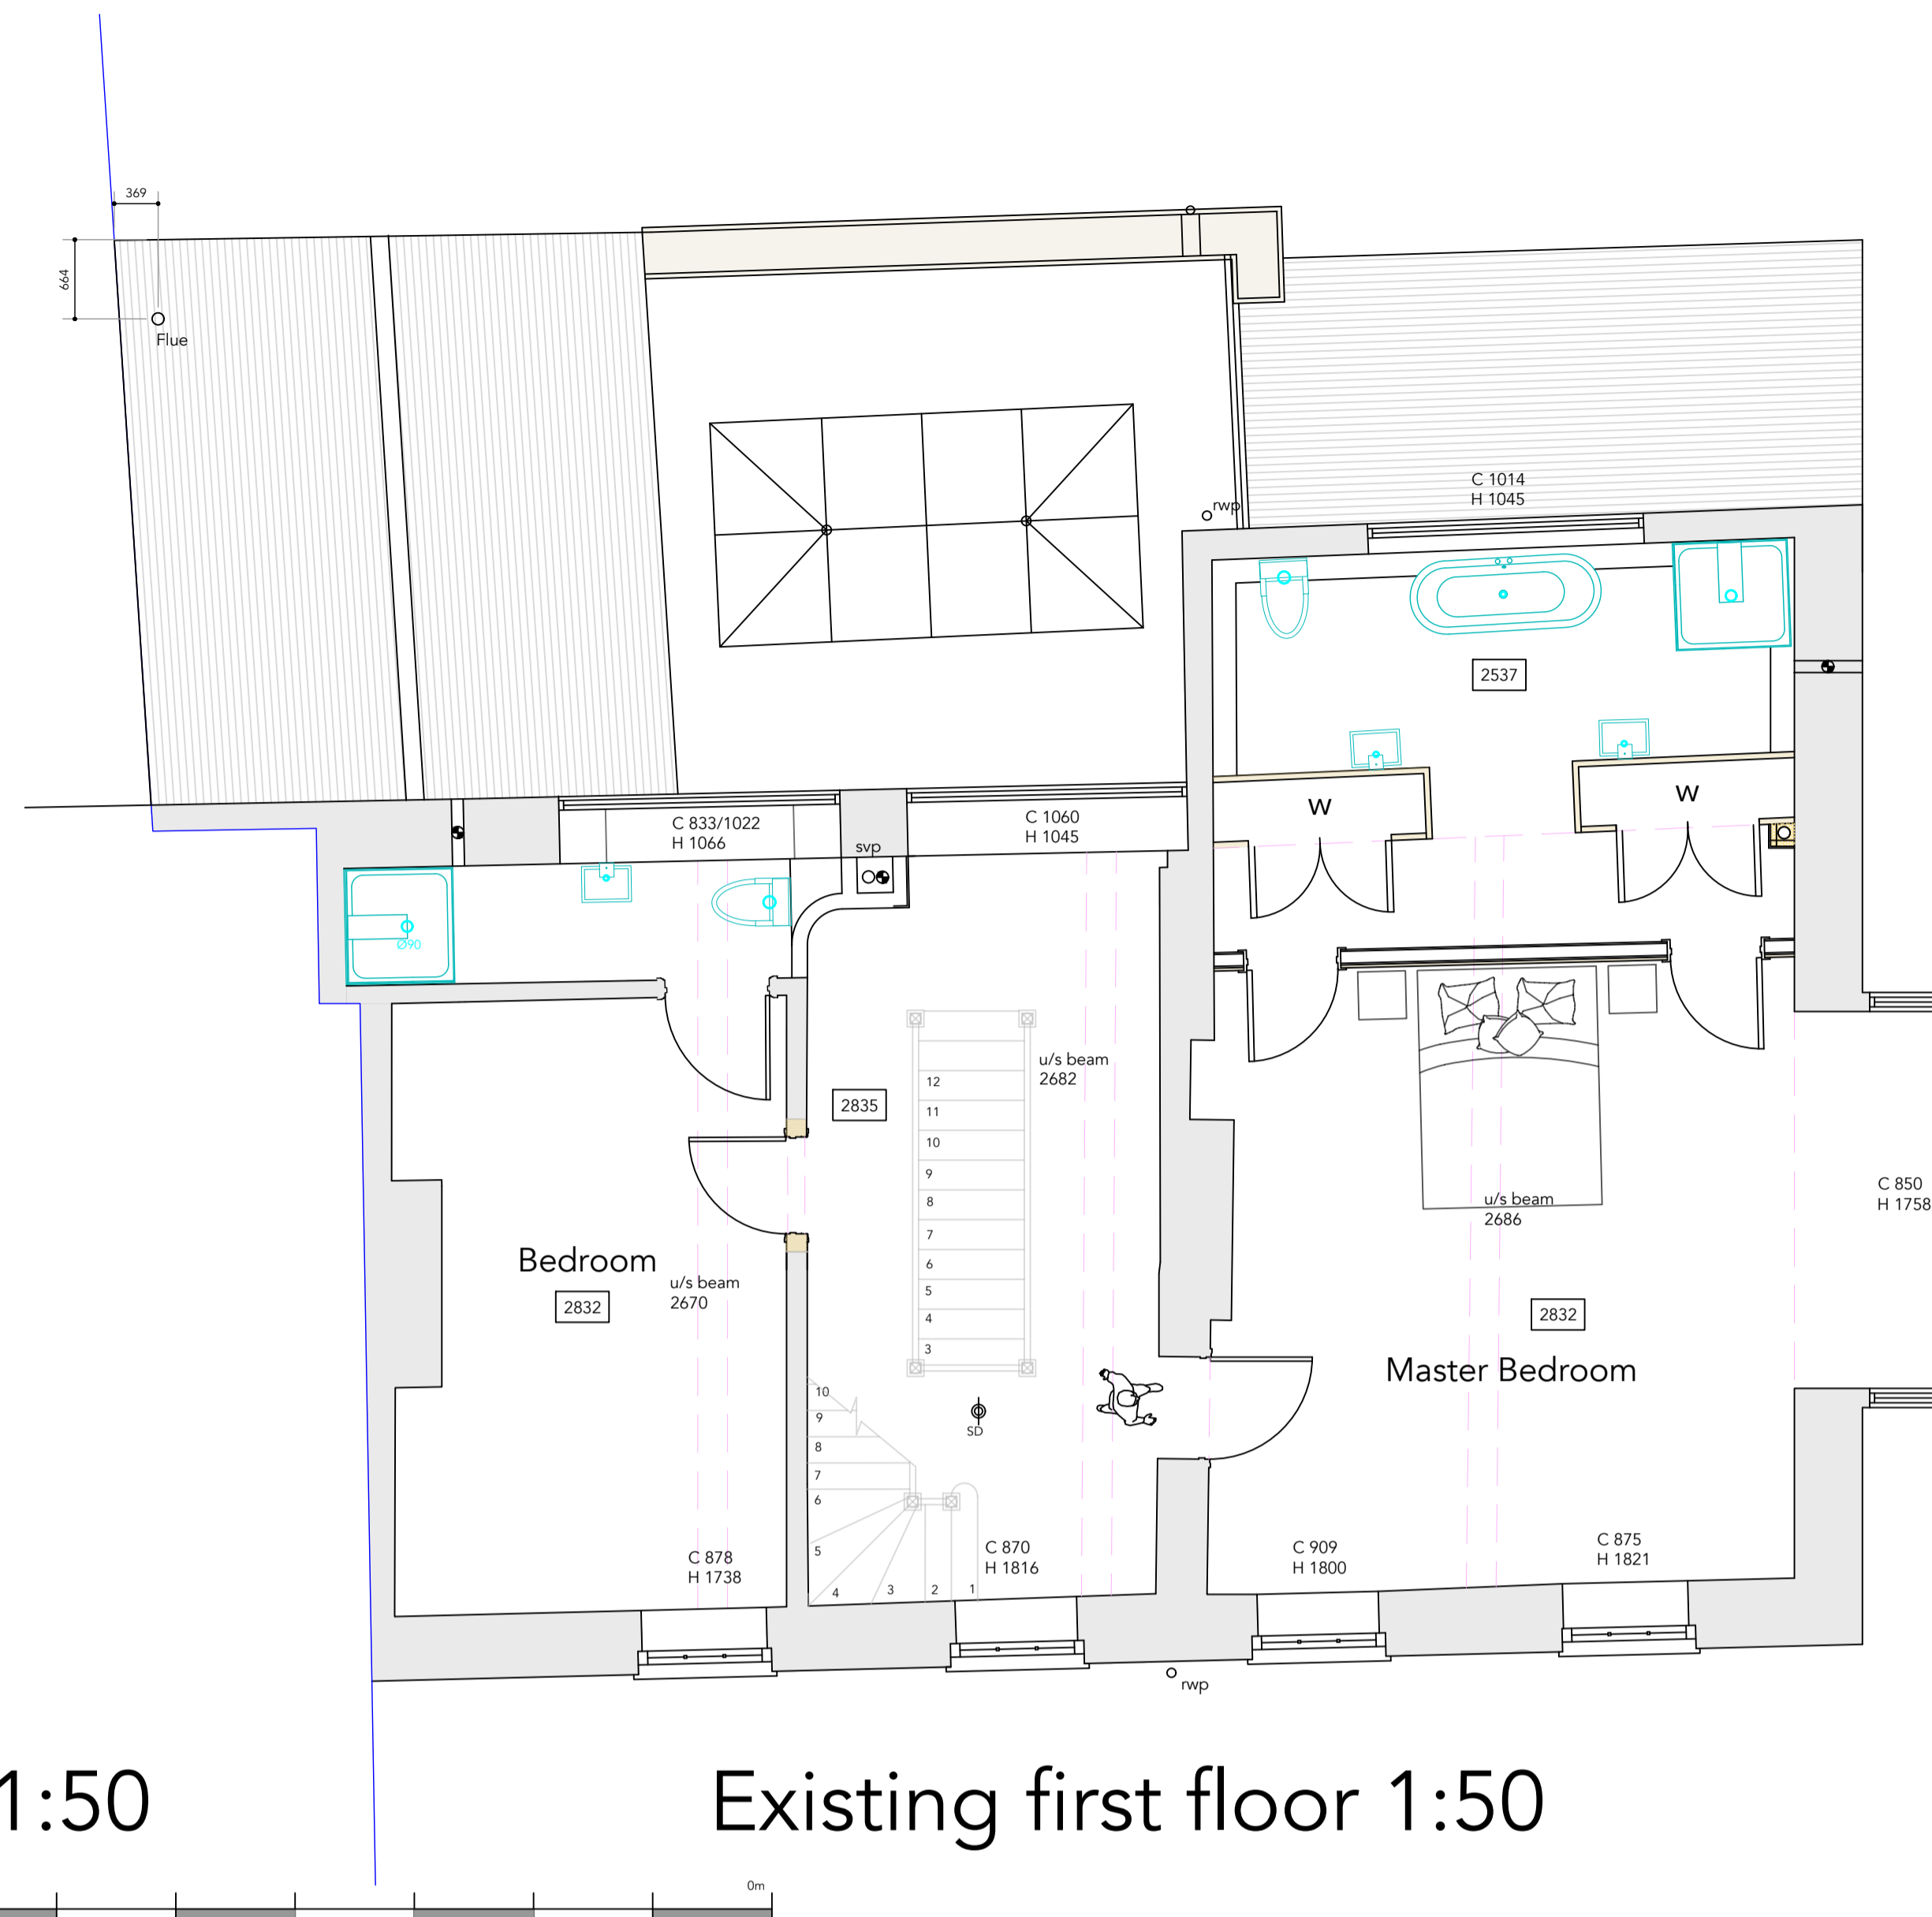 369
664
Flue
C 1014
H 1045
rwp
2537
W
W
C 833/1022
H 1066
svp
C 1060
H 1045
Ø90
u/s beam
2682
2835
12
11
10
9
8
7
6
5
4
3
C 850
H 1758
u/s beam
2686
Bedroom
2832
u/s beam
2670
2832
Master Bedroom
10
9
8
7
6
5
4
3
2
1
SD
C 878
H 1738
C 870
H 1816
C 909
H 1800
C 875
H 1821
rwp
1:50
Existing first floor 1:50
0m